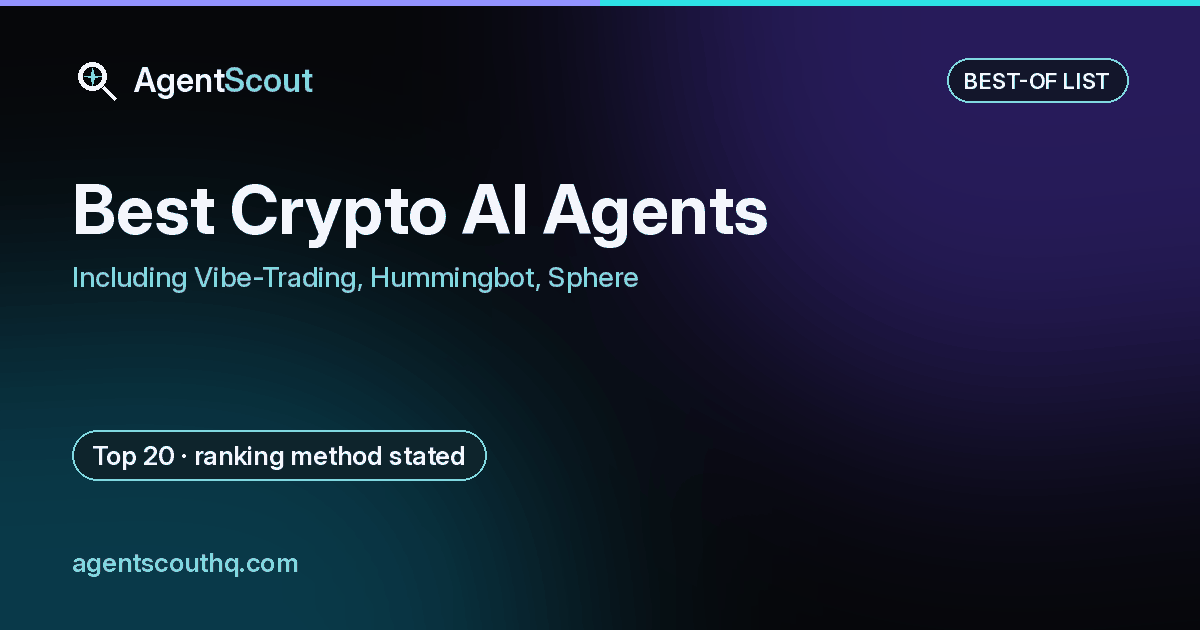 AgentScout
BEST-OF LIST
Best Crypto AI Agents
Including Vibe-Trading, Hummingbot, Sphere
Top 20 · ranking method stated
agentscouthq.com